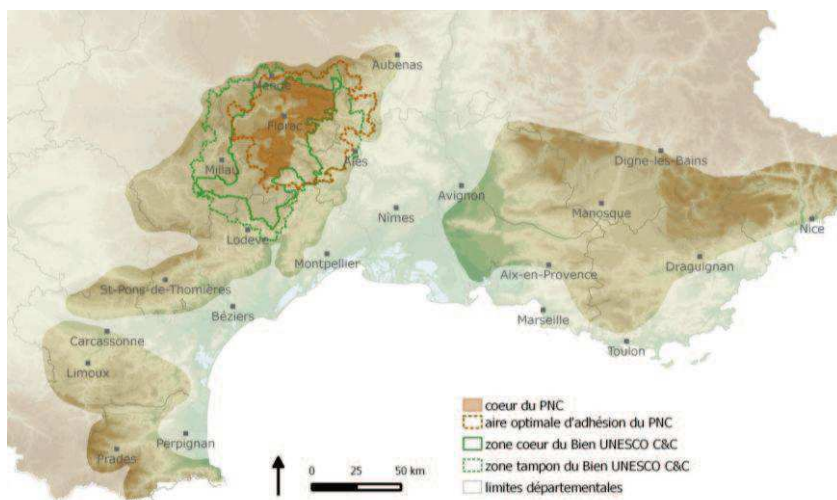 Aubenas
Mende
Florac
Millau
Alès
Digne-les-Bains
Avignon
Manosque
Nîmes
Nice
Lodève
Montpellier
Aix-en-Provence
Draguignan
St-Pons-de-Thomières
Béziers
Marseille
Carcassonne
Toulon
Limoux
Perpignan
Prades
coeur du PNC
aire optimale d'adhésion du PNC
zone coeur du Bien UNESCO C&C
zone tampon du Bien UNESCO C&C
limites départementales
0 25 50 km